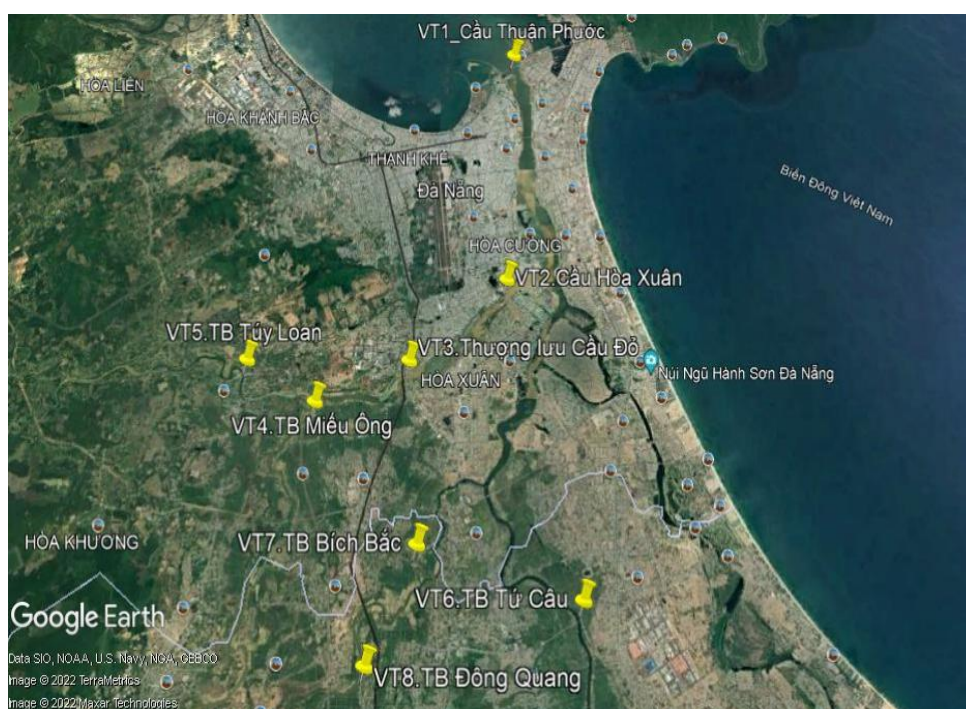 VT1_Cầu Thuận Phước
HÒA LIÊN
HÒA KHÁNH BẮC
THANH KHÊ
Đà Nẵng
Biển Đông Việt Nam
HÒA CƯỜNG
VT2.Cầu Hòa Xuân
VT5.TB Túy Loan
VT3.Thượng lưu Cầu Đỏ
HÒA XUÂN
Núi Ngũ Hành Sơn Đà Nẵng
VT4.TB Miếu Ông
HÒA KHƯƠNG
VT7.TB Bích Bắc
VT6.TB Tứ Câu
Google Earth
Data SIO, NOAA, U.S. Navy, NGA, GEBCO
Image © 2022 TerraMetrics
VT8.TB Đông Quang
Image © 2022 Maxar Technologies